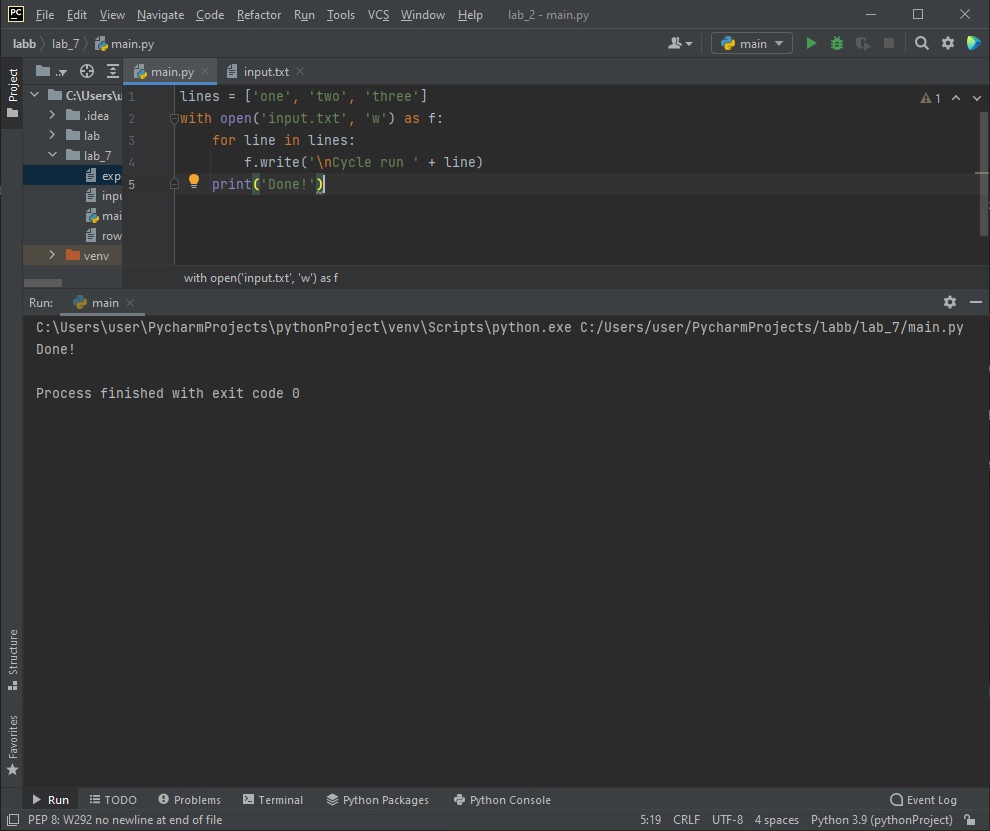 PC File Edit View Navigate Code Refactor Run Tools VCS Window Help lab_2 - main.py
labb lab_7 main.py main
Project
main.py input.txt
C:\Users\u
.idea
lab
lab_7
exp
inpu
mai
row
venv
1 lines = ['one', 'two', 'three']
2 with open('input.txt', 'w') as f:
3 for line in lines:
4 f.write('\nCycle run ' + line)
5 print('Done!')
1
with open('input.txt', 'w') as f
Run: main
C:\Users\user\PycharmProjects\pythonProject\venv\Scripts\python.exe C:/Users/user/PycharmProjects/labb/lab_7/main.py
Done!
Process finished with exit code 0
Structure
Favorites
Run TODO Problems Terminal Python Packages Python Console Event Log
PEP 8: W292 no newline at end of file 5:19 CRLF UTF-8 4 spaces Python 3.9 (pythonProject)